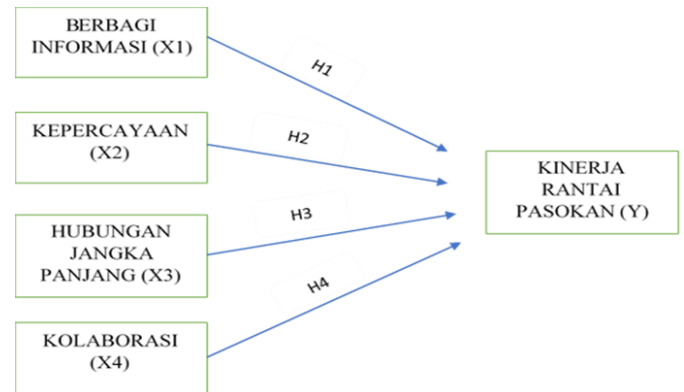 BERBAGI
INFORMASI (X1)
H1
KEPERCAYAAN
(X2)
H2
KINERJA
RANTAI
PASOKAN (Y)
HUBUNGAN
JANGKA
PANJANG (X3)
H3
H4
KOLABORASI
(X4)